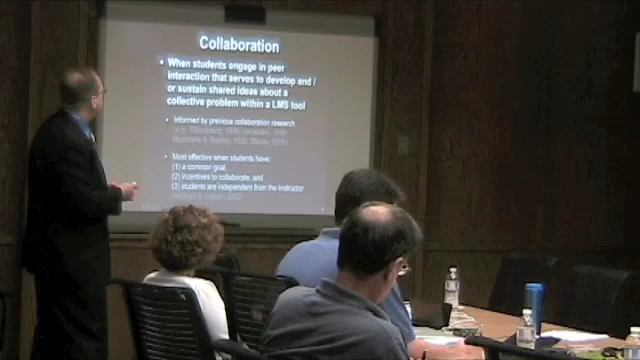 Collaboration
• When students engage in peer
interaction that serves to develop and /
or sustain shared ideas about a
collective problem within a LMS tool
• Informed by previous collaboration research
• Most effective when students have:
(1) a common goal,
(2) incentives to collaborate, and
(3) students are independent from the instructor